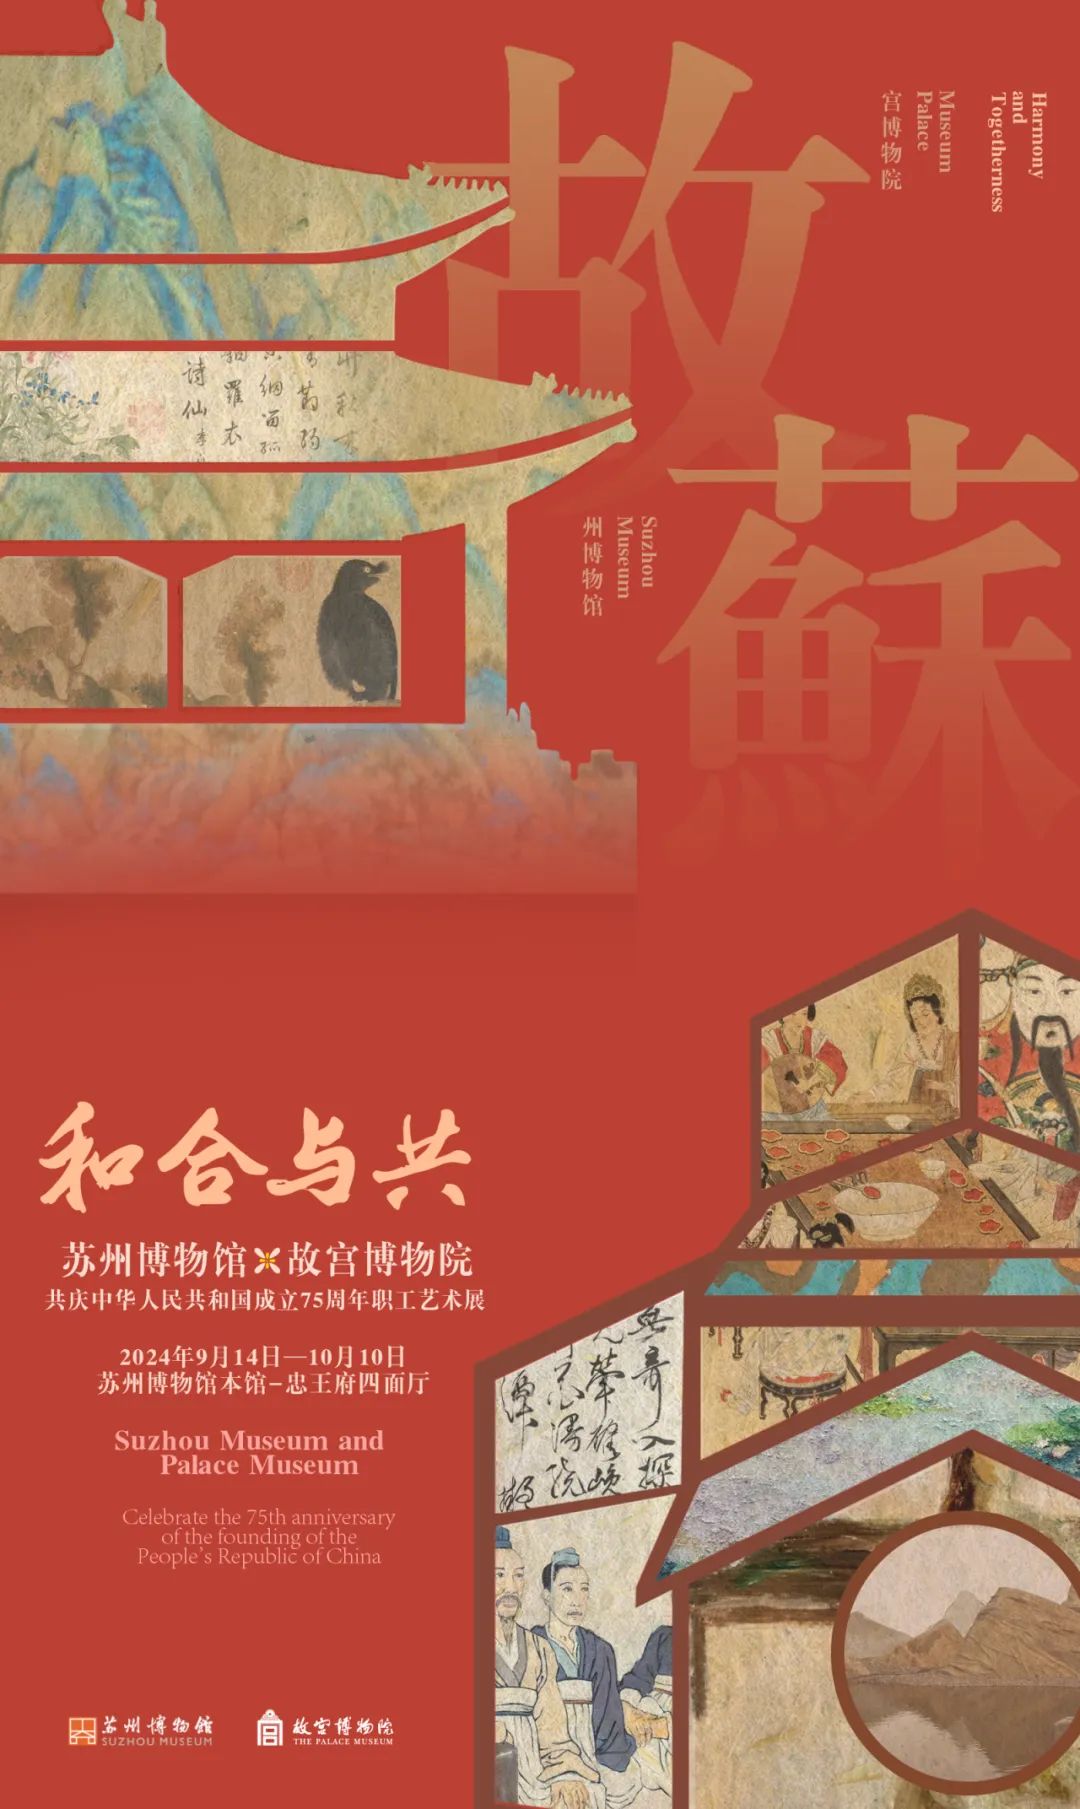 Harmony
and
Togetherness
故
宫博物院
Museum
Palace
蘇
州博物馆
Suzhou
Museum
诗仙
羅衣
和合与共
苏州博物馆 故宫博物院
共庆中华人民共和国成立75周年职工艺术展
2024年9月14日—10月10日
苏州博物馆本馆-忠王府四面厅
Suzhou Museum and
Palace Museum
Celebrate the 75th anniversary
of the founding of the
People's Republic of China
苏州博物馆
SUZHOU MUSEUM
故宫博物院
THE PALACE MUSEUM